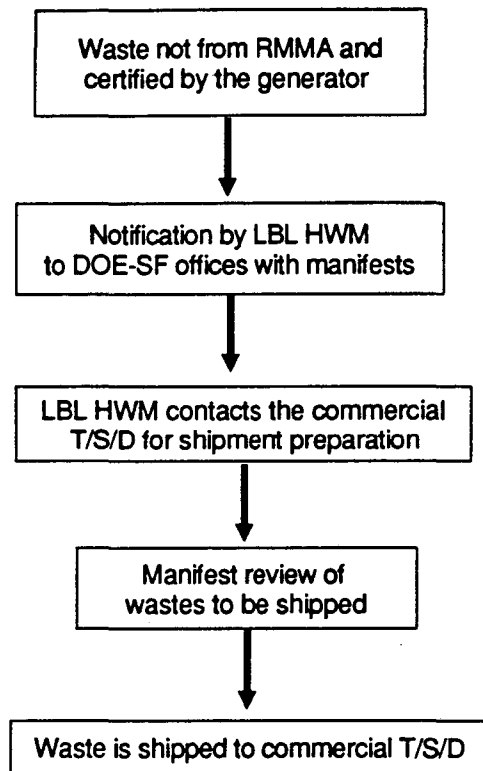 Waste not from RMMA and
certified by the generator
Notification by LBL HWM
to DOE-SF offices with manifests
LBL HWM contacts the commercial
T/S/D for shipment preparation
Manifest review of
wastes to be shipped
Waste is shipped to commercial T/S/D